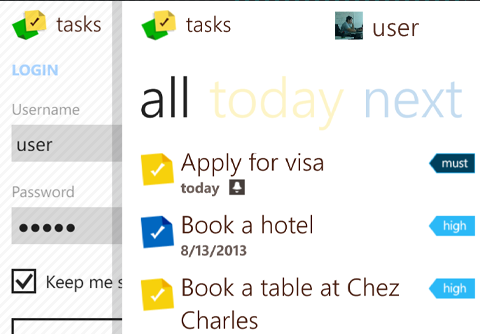 tasks
LOGIN
Username
user
Password
Keep me s
tasks
user
all today next
Apply for visa
must
today
Book a hotel
high
8/13/2013
Book a table at Chez
Charles
high